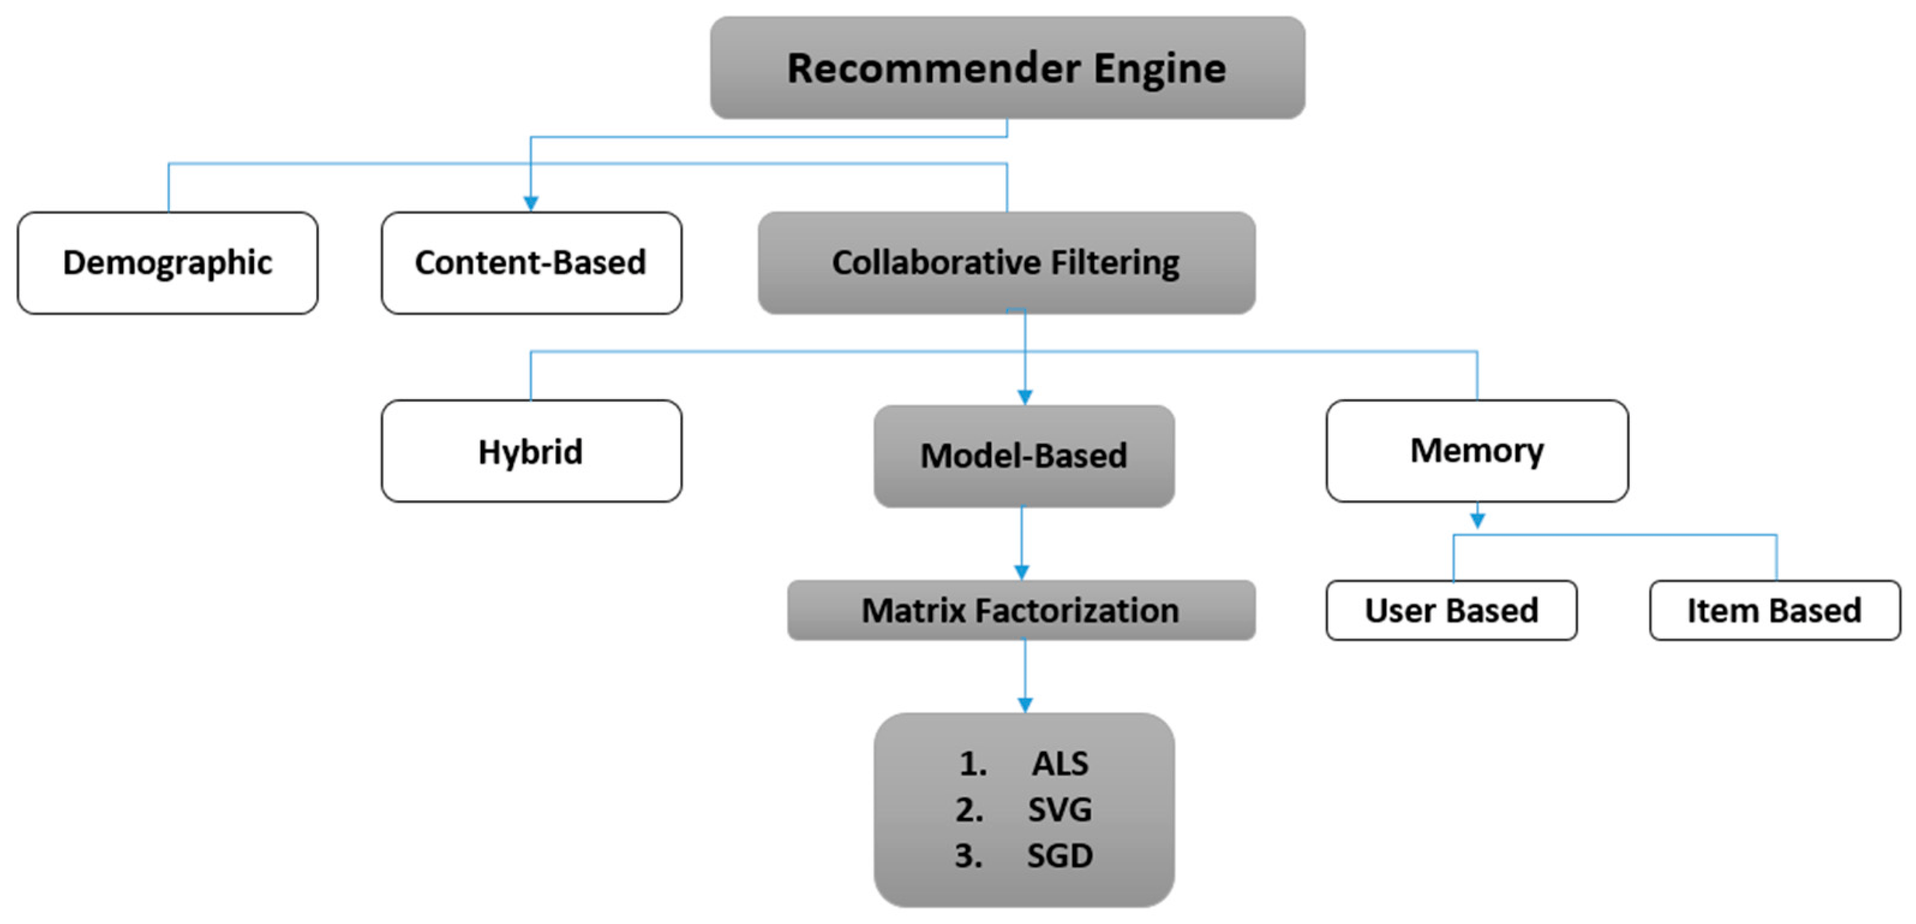 Recommender Engine
Demographic
Content-Based
Collaborative Filtering
Hybrid
Model-Based
Memory
Matrix Factorization
User Based
Item Based
1. ALS
2. SVG
3. SGD